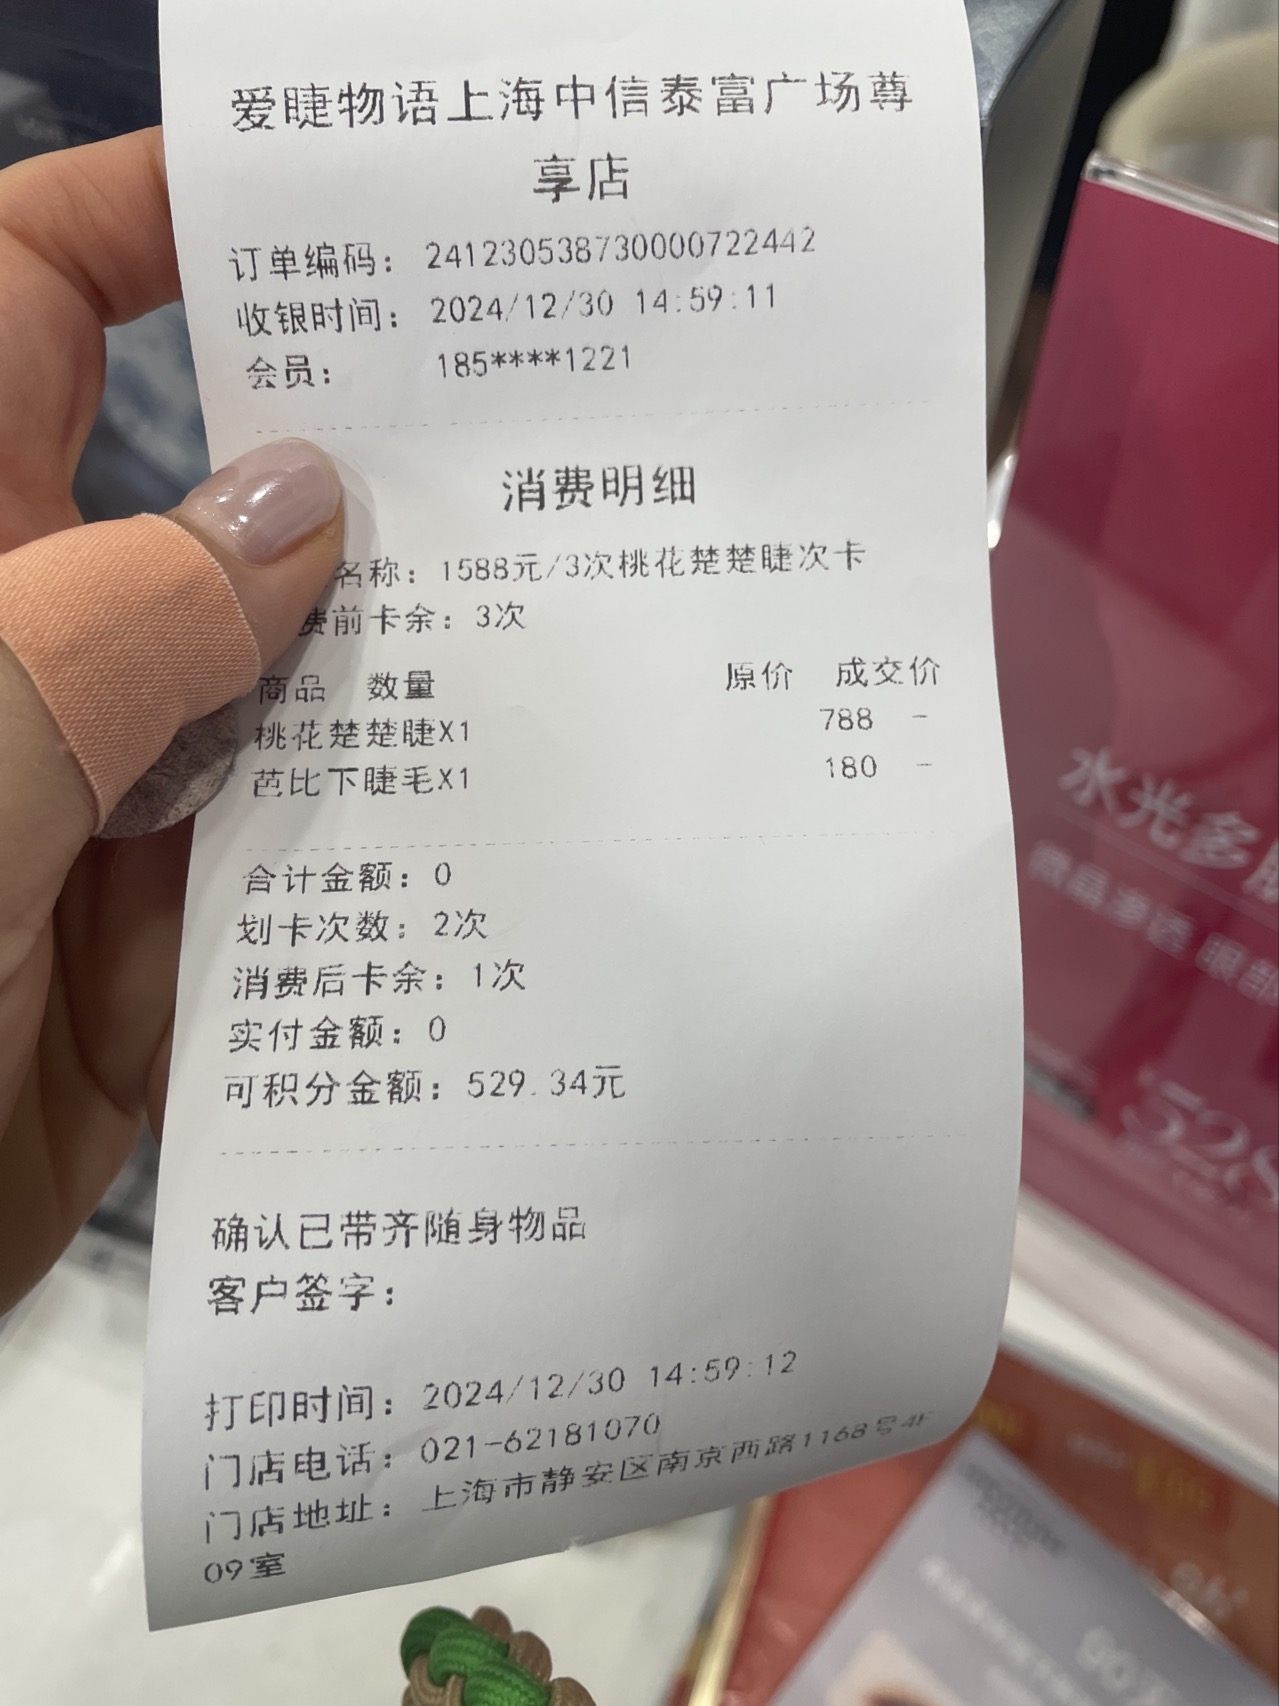 爱睫物语上海中信泰富广场尊
享店
订单编码: 241230538730000722442
收银时间: 2024/12/30 14:59:11
会员: 185****1221
消费明细
名称: 1588元/3次桃花楚楚睫次卡
费前卡余: 3次
商品 数量 原价 成交价
桃花楚楚睫X1 788 -
芭比下睫毛X1 180 -
合计金额: 0
划卡次数: 2次
消费后卡余: 1次
实付金额: 0
可积分金额: 529.34元
确认已带齐随身物品
客户签字:
打印时间: 2024/12/30 14:59:12
门店电话: 021-62181070
门店地址: 上海市静安区南京西路1168号4F
09室
水光多
528